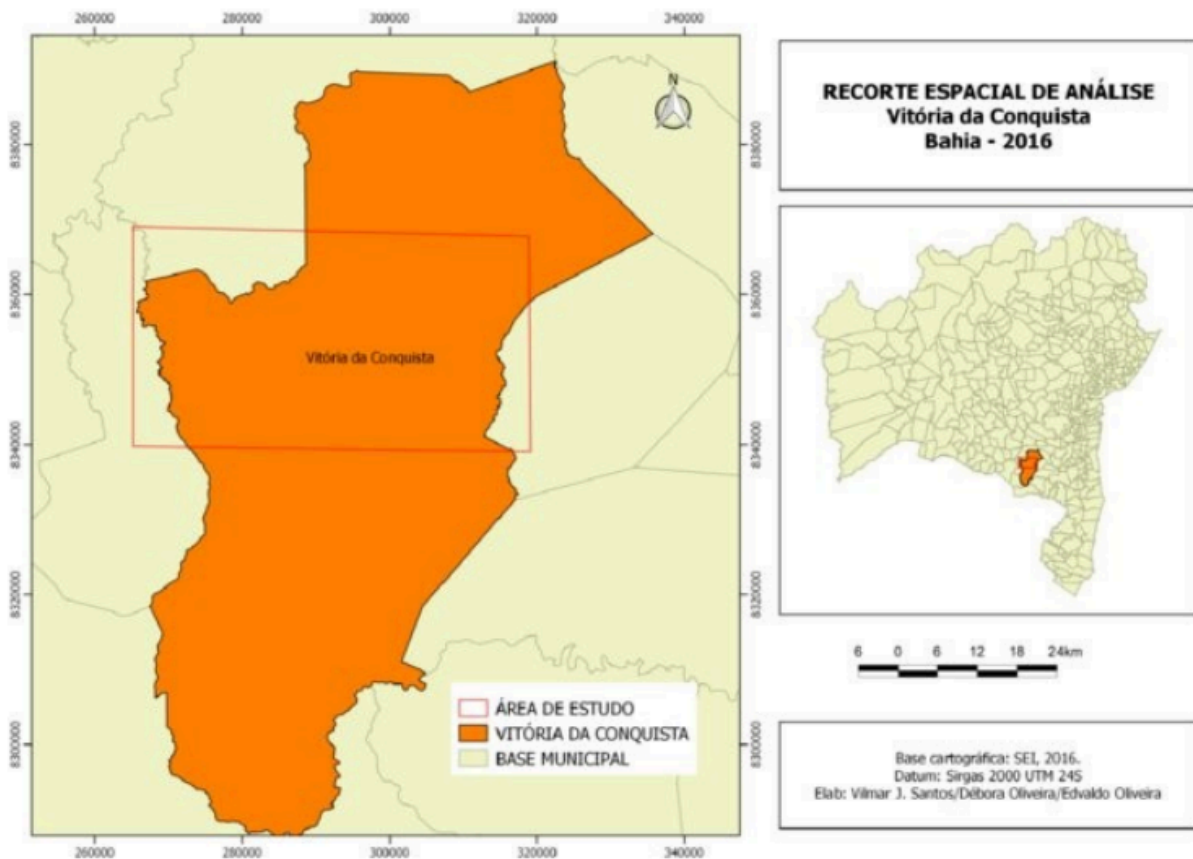 260000
280000
300000
320000
340000
8380000
8360000
8340000
8320000
8300000
8380000
8360000
8340000
8320000
8300000
N
Vitória da Conquista
ÁREA DE ESTUDO
VITÓRIA DA CONQUISTA
BASE MUNICIPAL
260000
280000
300000
320000
340000
RECORTE ESPACIAL DE ANÁLISE
Vitória da Conquista
Bahia - 2016
6 0 6 12 18 24km
Base cartográfica: SEI, 2016.
Datum: Sirgas 2000 UTM 24S
Elab: Vilmar J. Santos/Débora Oliveira/Edvaldo Oliveira